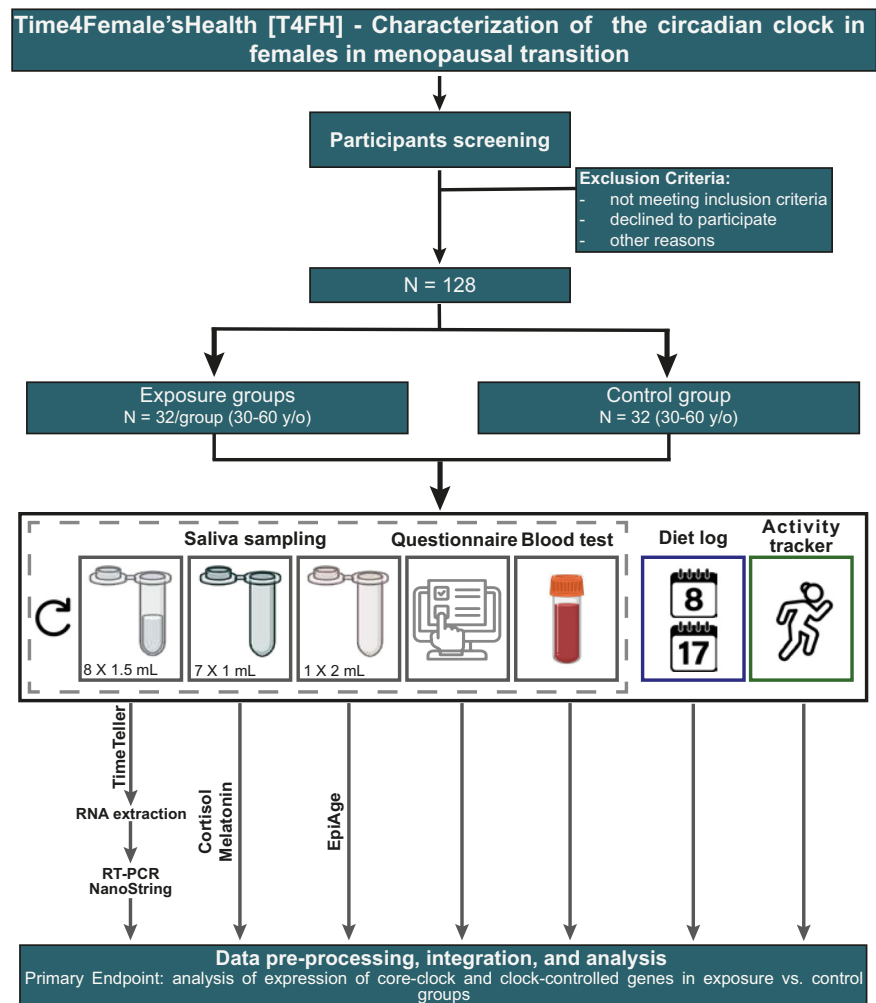 Time4Female'sHealth [T4FH] - Characterization of the circadian clock in
females in menopausal transition
Participants screening
Exclusion Criteria:
- not meeting inclusion criteria
- declined to participate
- other reasons
N = 128
Exposure groups
N = 32/group (30-60 y/o)
Control group
N = 32 (30-60 y/o)
Saliva sampling
Questionnaire
Blood test
Diet log
Activity
tracker
8 X 1.5 mL
7 X 1 mL
1 X 2 mL
8
17
TimeTeller
RNA extraction
RT-PCR
NanoString
Cortisol
Melatonin
EpiAge
Data pre-processing, integration, and analysis
Primary Endpoint: analysis of expression of core-clock and clock-controlled genes in exposure vs. control
groups